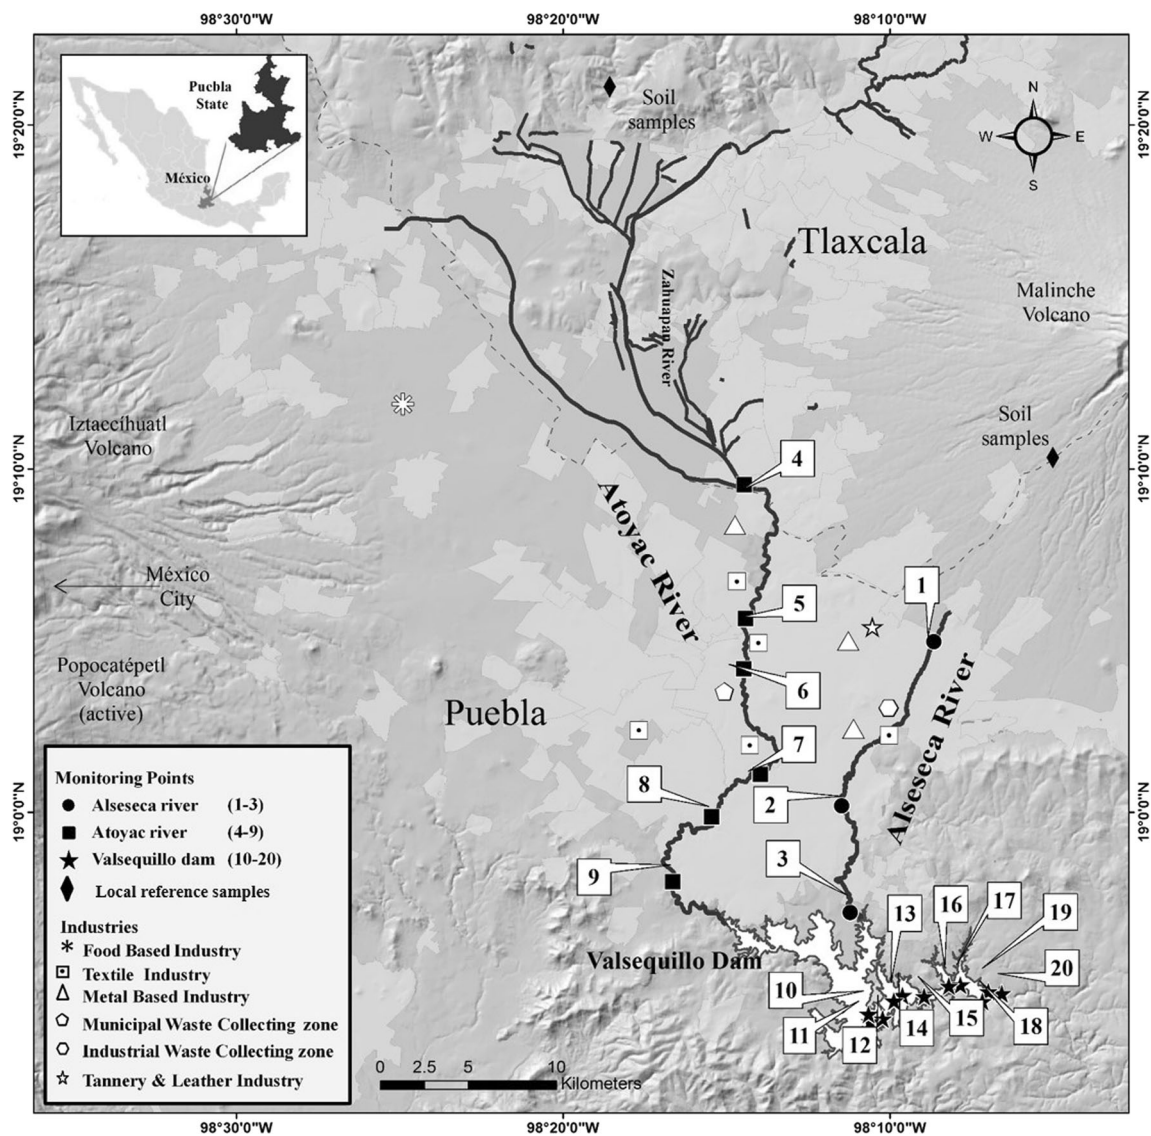 98°30'0"W
98°20'0"W
98°10'0"W
19°20'0"N
19°10'0"N
19°0'0"N
19°20'0"N
19°10'0"N
19°0'0"N
Puebla
State
México
Soil
samples
N
W
E
S
Tlaxcala
Zahuapan River
Malinche
Volcano
Iztaccíhuatl
Volcano
Soil
samples
4
Atoyac River
México
City
1
5
Popocatépetl
Volcano
(active)
6
Puebla
Alseseca River
7
8
2
3
9
13
16
17
19
Valsequillo Dam
20
10
11
12
14
15
18
Monitoring Points
Alseseca river (1-3)
Atoyac river (4-9)
Valsequillo dam (10-20)
Local reference samples
Industries
Food Based Industry
Textile Industry
Metal Based Industry
Municipal Waste Collecting zone
Industrial Waste Collecting zone
Tannery & Leather Industry
0 2.5 5 10
Kilometers
98°30'0"W
98°20'0"W
98°10'0"W